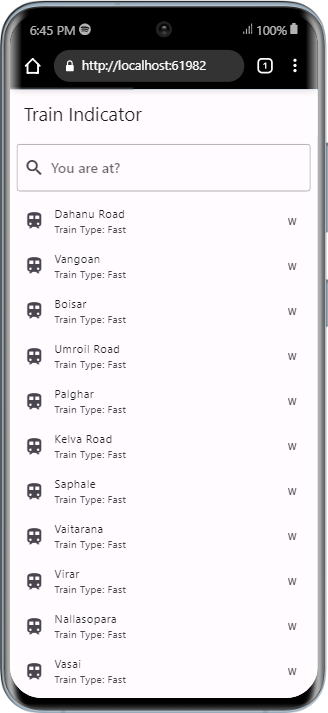 6:45 PM 100%
http://localhost:61982 1
Train Indicator
You are at?
Dahanu Road
Train Type: Fast
W
Vangoan
Train Type: Fast
W
Boisar
Train Type: Fast
W
Umroil Road
Train Type: Fast
W
Palghar
Train Type: Fast
W
Kelva Road
Train Type: Fast
W
Saphale
Train Type: Fast
W
Vaitarana
Train Type: Fast
W
Virar
Train Type: Fast
W
Nallasopara
Train Type: Fast
W
Vasai
Train Type: Fast
W